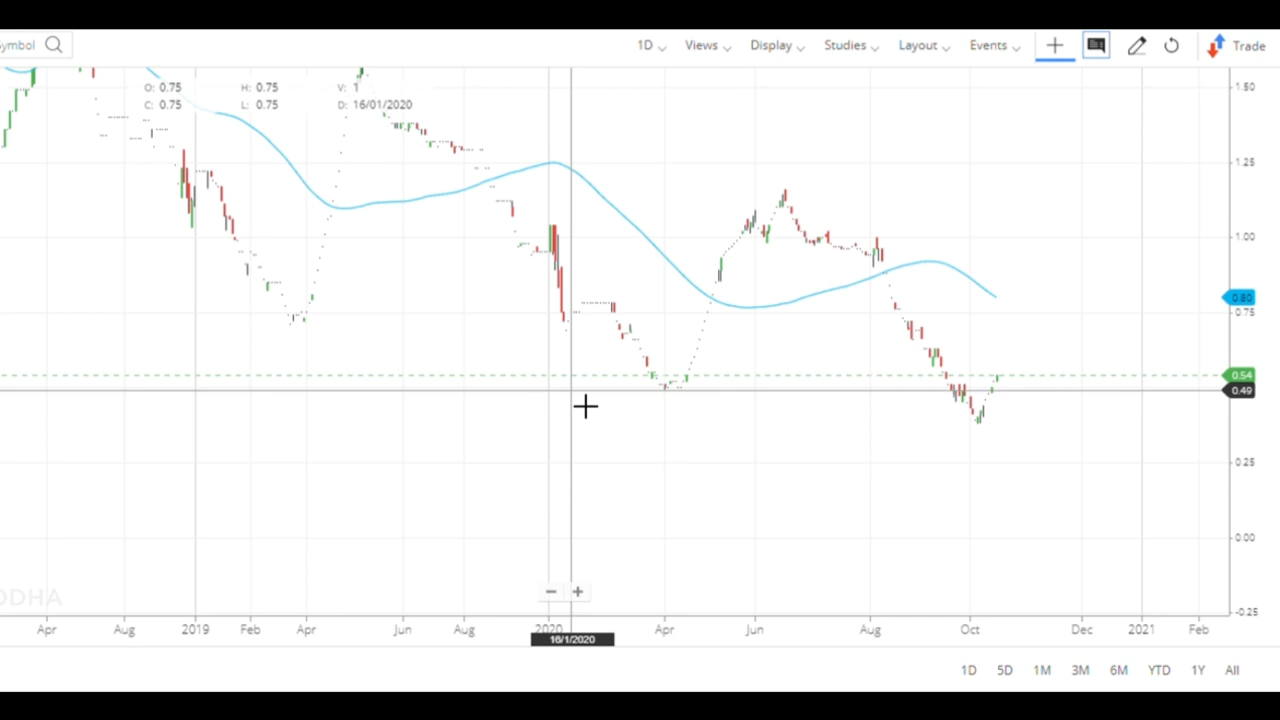 ymbol 1D Views Display Studies Layout Events Trade
O: 0.75 H: 0.75 V: 1
C: 0.75 L: 0.75 D: 16/01/2020
1.50
1.25
1.00
0.80
0.75
0.54
0.49
0.25
0.00
-0.25
ODHA
Apr Aug 2019 Feb Apr Jun Aug 2020 Apr Jun Aug Oct Dec 2021 Feb
16/1/2020
1D 5D 1M 3M 6M YTD 1Y All